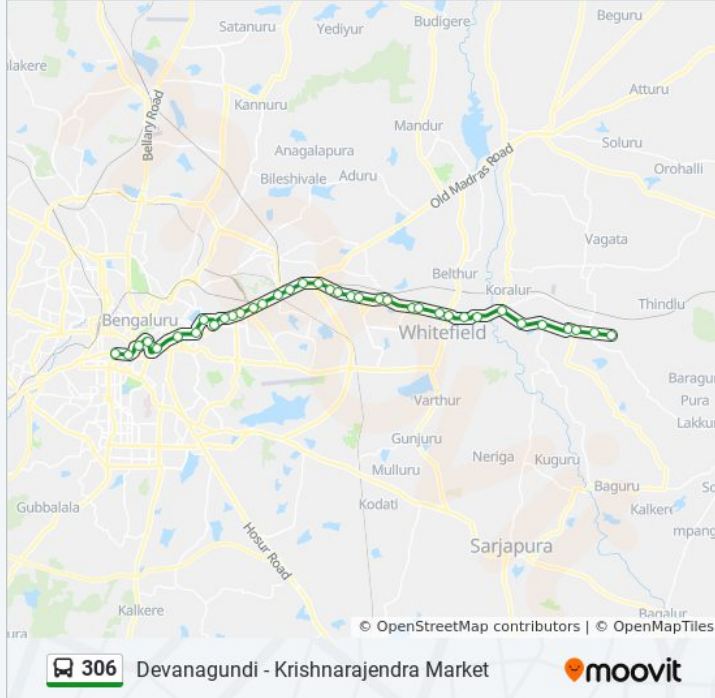 Satanuru
Yediyur
Budigere
Beguru
alakere
Bellary Road
Kannuru
Atturu
Mandur
Anagalapura
Soluru
Bileshivale
Aduru
Old Madras Road
Orohalli
Vagata
Belthur
Koralur
Thindlu
Bengaluru
Whitefield
Baragur
Varthur
Pura
Lakkur
Gunjuru
Mulluru
Neriga
Kuguru
Baguru
Gubbalala
Kodati
Kalkere
Hosur Road
Sarjapura
Kalkere
Bagalur
© OpenStreetMap contributors | © OpenMapTiles
306 Devanagundi - Krishnarajendra Market
moovit